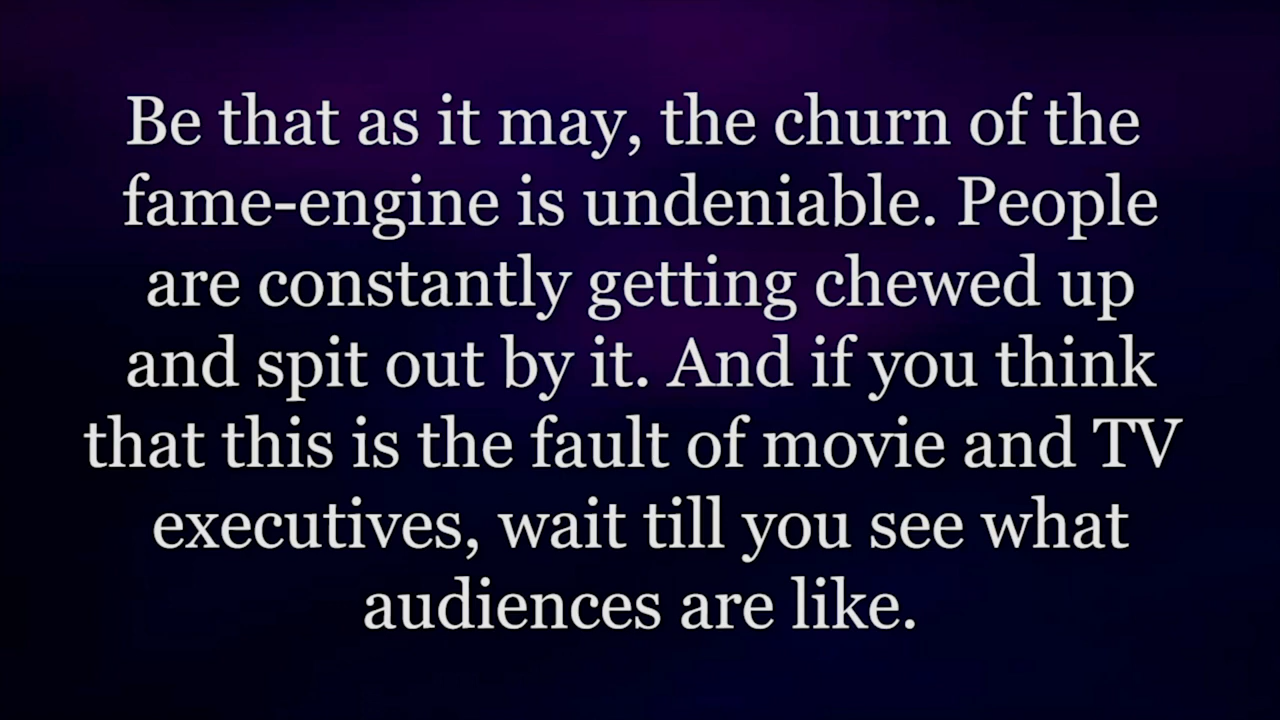 Be that as it may, the churn of the
fame-engine is undeniable. People
are constantly getting chewed up
and spit out by it. And if you think
that this is the fault of movie and TV
executives, wait till you see what
audiences are like.